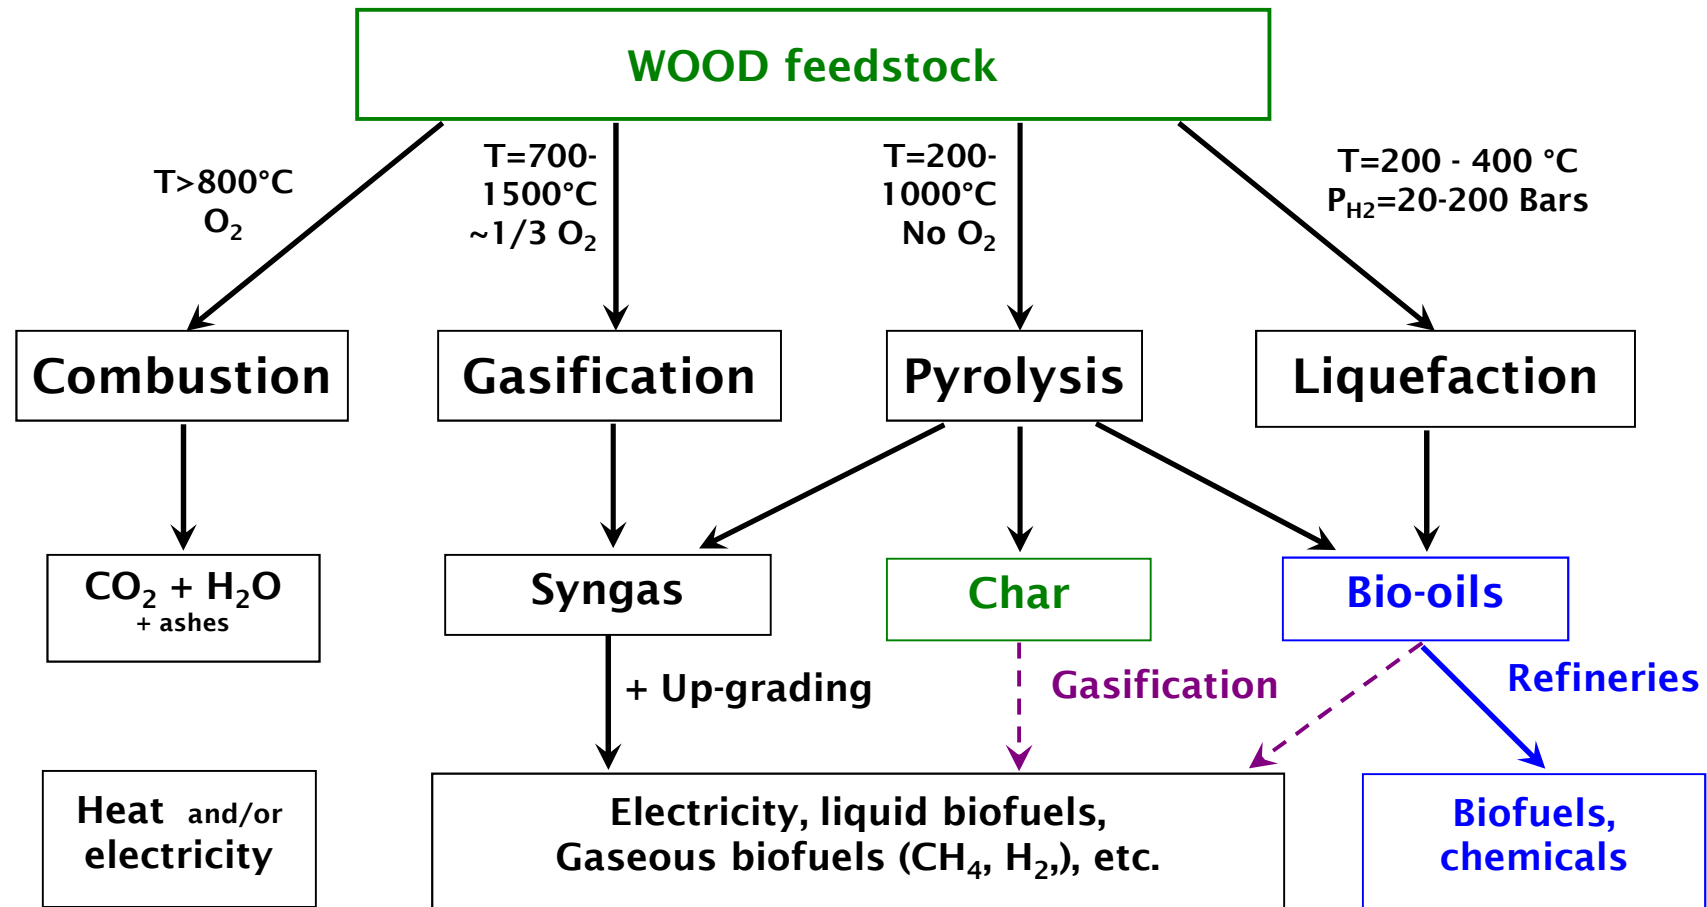 WOOD feedstock
T>800°C
O₂
T=700-
1500°C
~1/3 O₂
T=200-
1000°C
No O₂
T=200 - 400 °C
P_H2=20-200 Bars
Combustion
Gasification
Pyrolysis
Liquefaction
CO₂ + H₂O
+ ashes
Syngas
Char
Bio-oils
+ Up-grading
Gasification
Refineries
Heat and/or
electricity
Electricity, liquid biofuels,
Gaseous biofuels (CH₄, H₂,), etc.
Biofuels,
chemicals